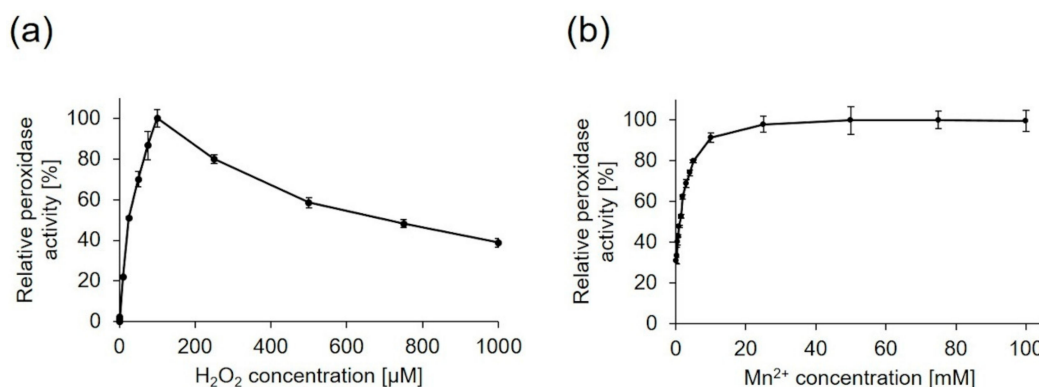 (a)
Relative peroxidase
activity [%]
100
80
60
40
20
0
0 200 400 600 800 1000
H₂O₂ concentration [µM]
(b)
Relative peroxidase
activity [%]
100
80
60
40
20
0
0 20 40 60 80 100
Mn²⁺ concentration [mM]